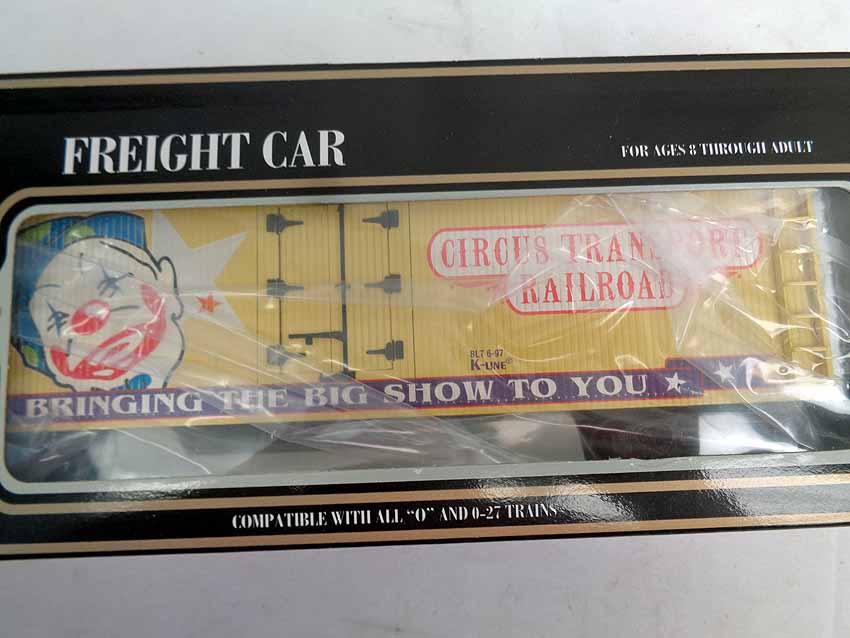 FREIGHT CAR
FOR AGES 8 THROUGH ADULT
CIRCUS TRANSPORT
RAILROAD
BLT 6-97
K-LINE®
BRINGING THE BIG SHOW TO YOU
COMPATIBLE WITH ALL “O” AND 0-27 TRAINS